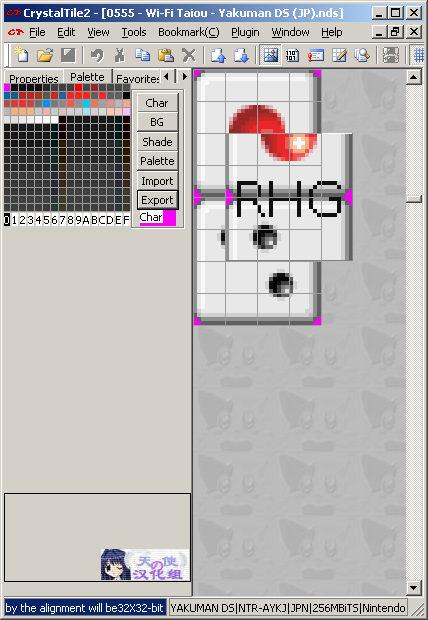 CrystalTile2 - [0555 - Wi-Fi Taiou - Yakuman DS (JP).nds]
File Edit View Tools Bookmark(C) Plugin Window Help
Properties Palette Favorites
Char
BG
Shade
Palette
Import
Export
Char
0123456789ABCDEF
RHG
天使の
汉化组
by the alignment will be32X32-bit YAKUMAN DS|NTR-AYKJ|JPN|256MBiTS|Nintendo